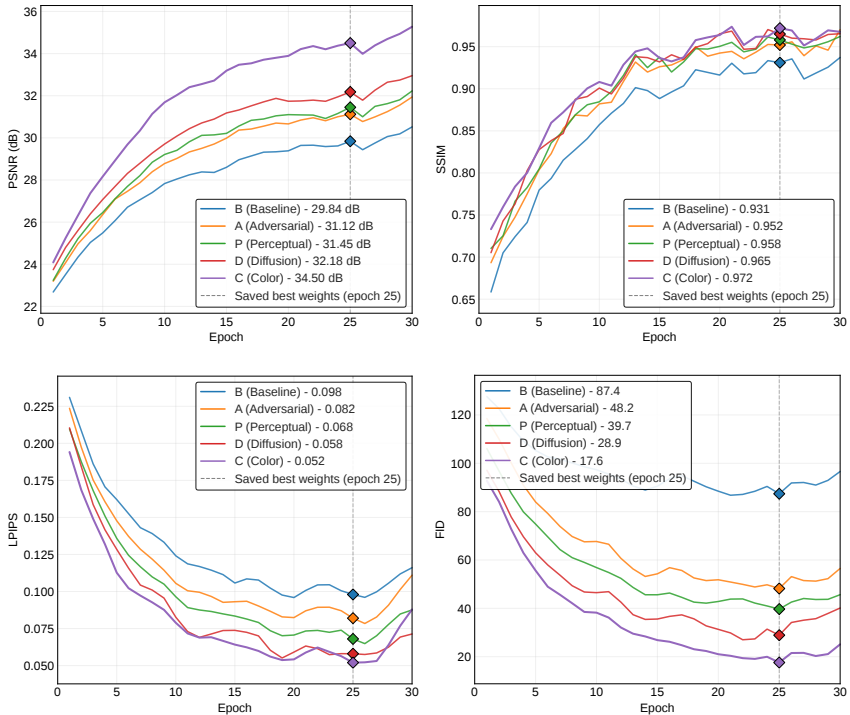 36
34
32
30
28
26
24
22
PSNR (dB)
B (Baseline) - 29.84 dB
A (Adversarial) - 31.12 dB
P (Perceptual) - 31.45 dB
D (Diffusion) - 32.18 dB
C (Color) - 34.50 dB
Saved best weights (epoch 25)
0 5 10 15 20 25 30
Epoch
0.95
0.90
0.85
0.80
0.75
0.70
0.65
SSIM
B (Baseline) - 0.931
A (Adversarial) - 0.952
P (Perceptual) - 0.958
D (Diffusion) - 0.965
C (Color) - 0.972
Saved best weights (epoch 25)
0 5 10 15 20 25 30
Epoch
0.225
0.200
0.175
0.150
0.125
0.100
0.075
0.050
LPIPS
B (Baseline) - 0.098
A (Adversarial) - 0.082
P (Perceptual) - 0.068
D (Diffusion) - 0.058
C (Color) - 0.052
Saved best weights (epoch 25)
0 5 10 15 20 25 30
Epoch
120
100
80
60
40
20
FID
B (Baseline) - 87.4
A (Adversarial) - 48.2
P (Perceptual) - 39.7
D (Diffusion) - 28.9
C (Color) - 17.6
Saved best weights (epoch 25)
0 5 10 15 20 25 30
Epoch